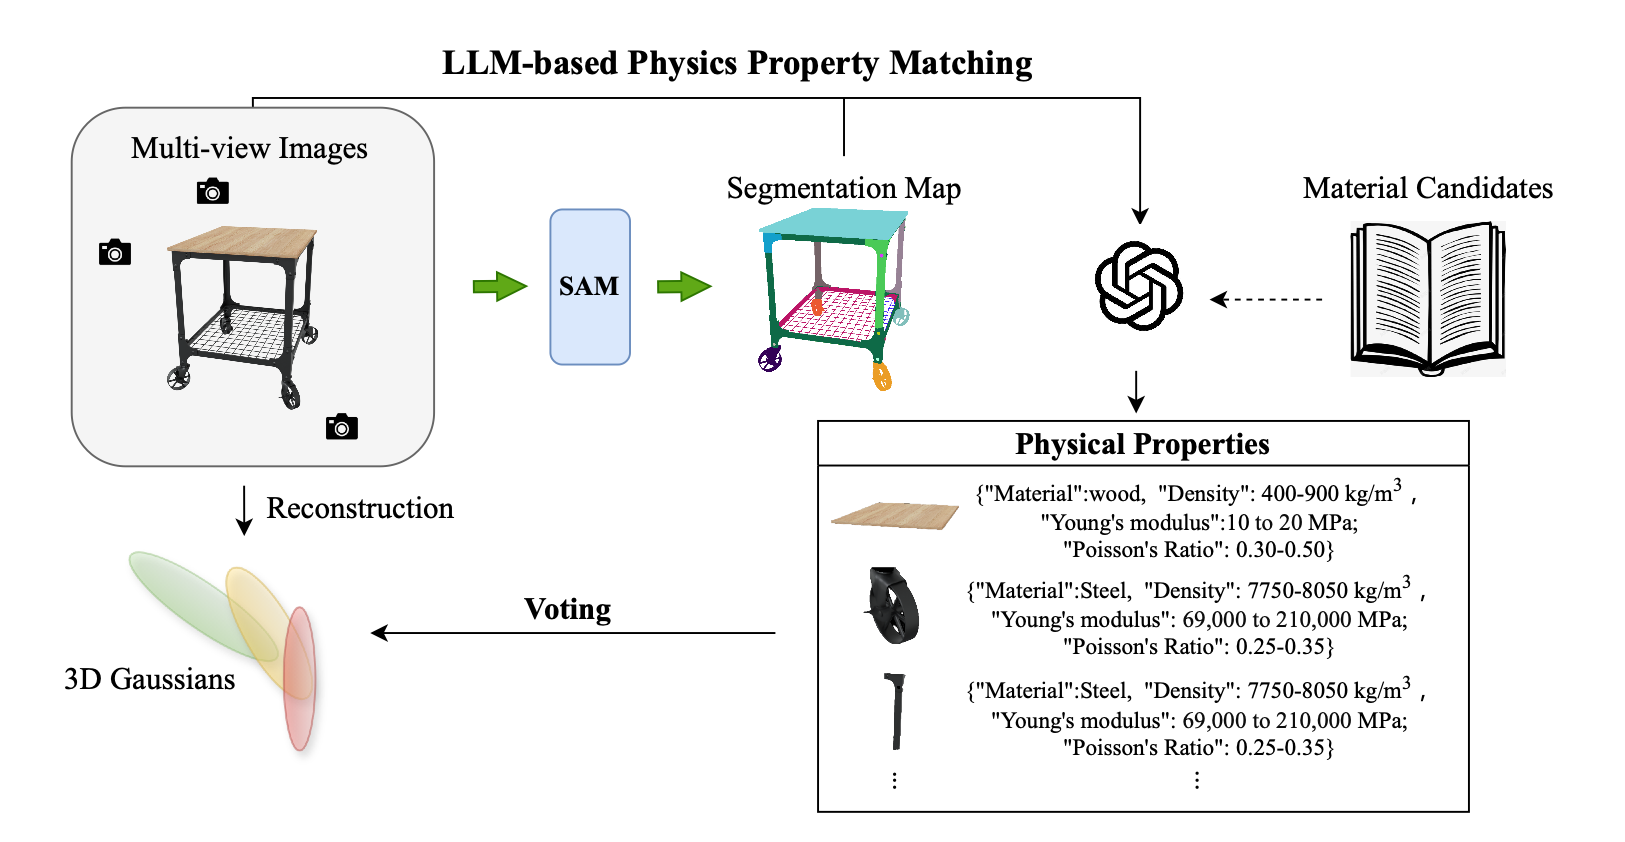 LLM-based Physics Property Matching
Multi-view Images
SAM
Segmentation Map
Material Candidates
Reconstruction
3D Gaussians
Voting
Physical Properties
{"Material":wood, "Density": 400-900 kg/m³ ,
"Young's modulus":10 to 20 MPa;
"Poisson's Ratio": 0.30-0.50}
{"Material":Steel, "Density": 7750-8050 kg/m³ ,
"Young's modulus": 69,000 to 210,000 MPa;
"Poisson's Ratio": 0.25-0.35}
{"Material":Steel, "Density": 7750-8050 kg/m³ ,
"Young's modulus": 69,000 to 210,000 MPa;
"Poisson's Ratio": 0.25-0.35}
⋮ ⋮